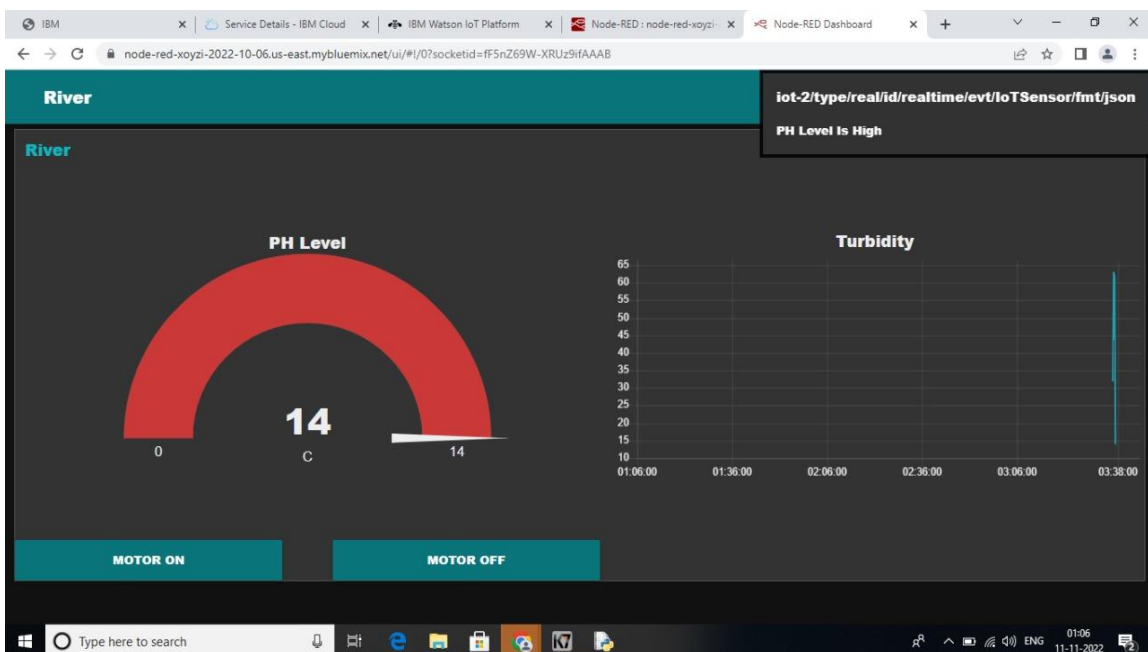 IBM
Service Details - IBM Cloud
IBM Watson IoT Platform
Node-RED : node-red-xoyzi-
Node-RED Dashboard
node-red-xoyzi-2022-10-06.us-east.mybluemix.net/ui/#!/0?socketid=fF5nZ69W-XRUz9ifAAAB
River
iot-2/type/real/id/realtime/evt/IoTSensor/fmt/json
PH Level Is High
River
PH Level
14
C
0
14
Turbidity
65
60
55
50
45
40
35
30
25
20
15
10
01:06:00 01:36:00 02:06:00 02:36:00 03:06:00 03:38:00
MOTOR ON
MOTOR OFF
Type here to search
ENG
01:06
11-11-2022
2